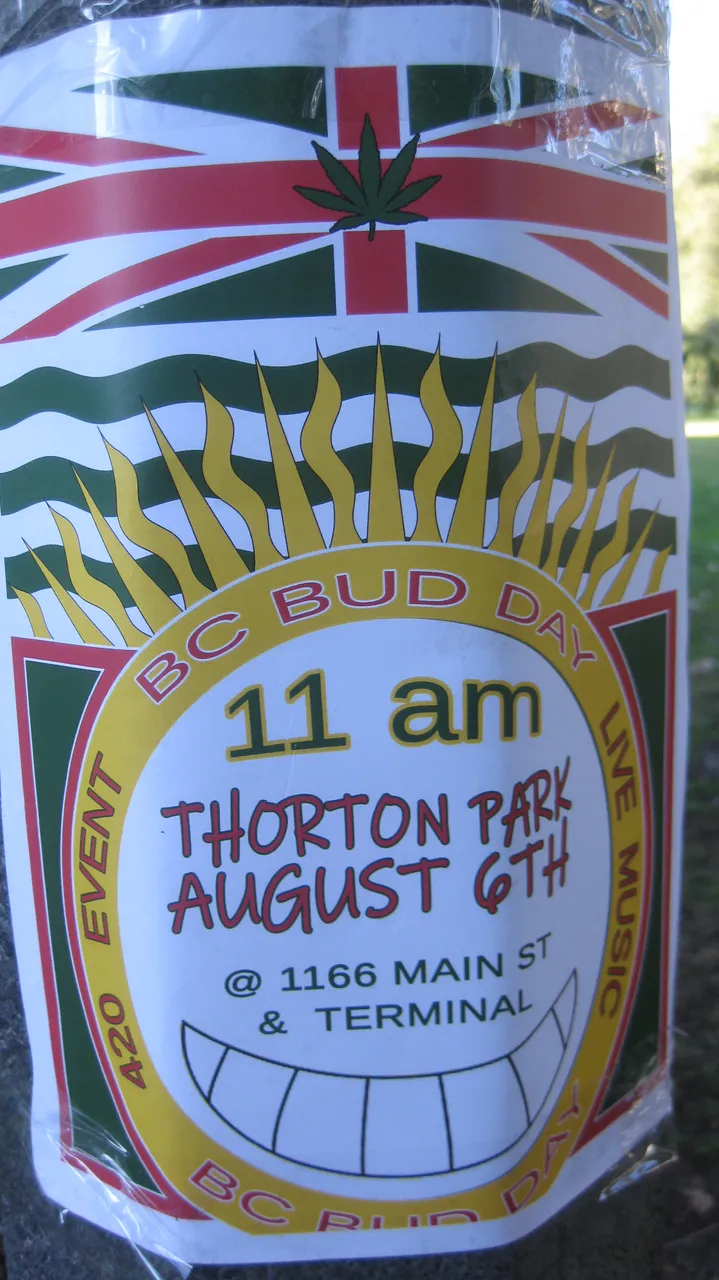 BC BUD DAY
11 am
THORTON PARK
AUGUST 6TH
@ 1166 MAIN ST
& TERMINAL
420 EVENT
LIVE MUSIC
BC BUD DAY